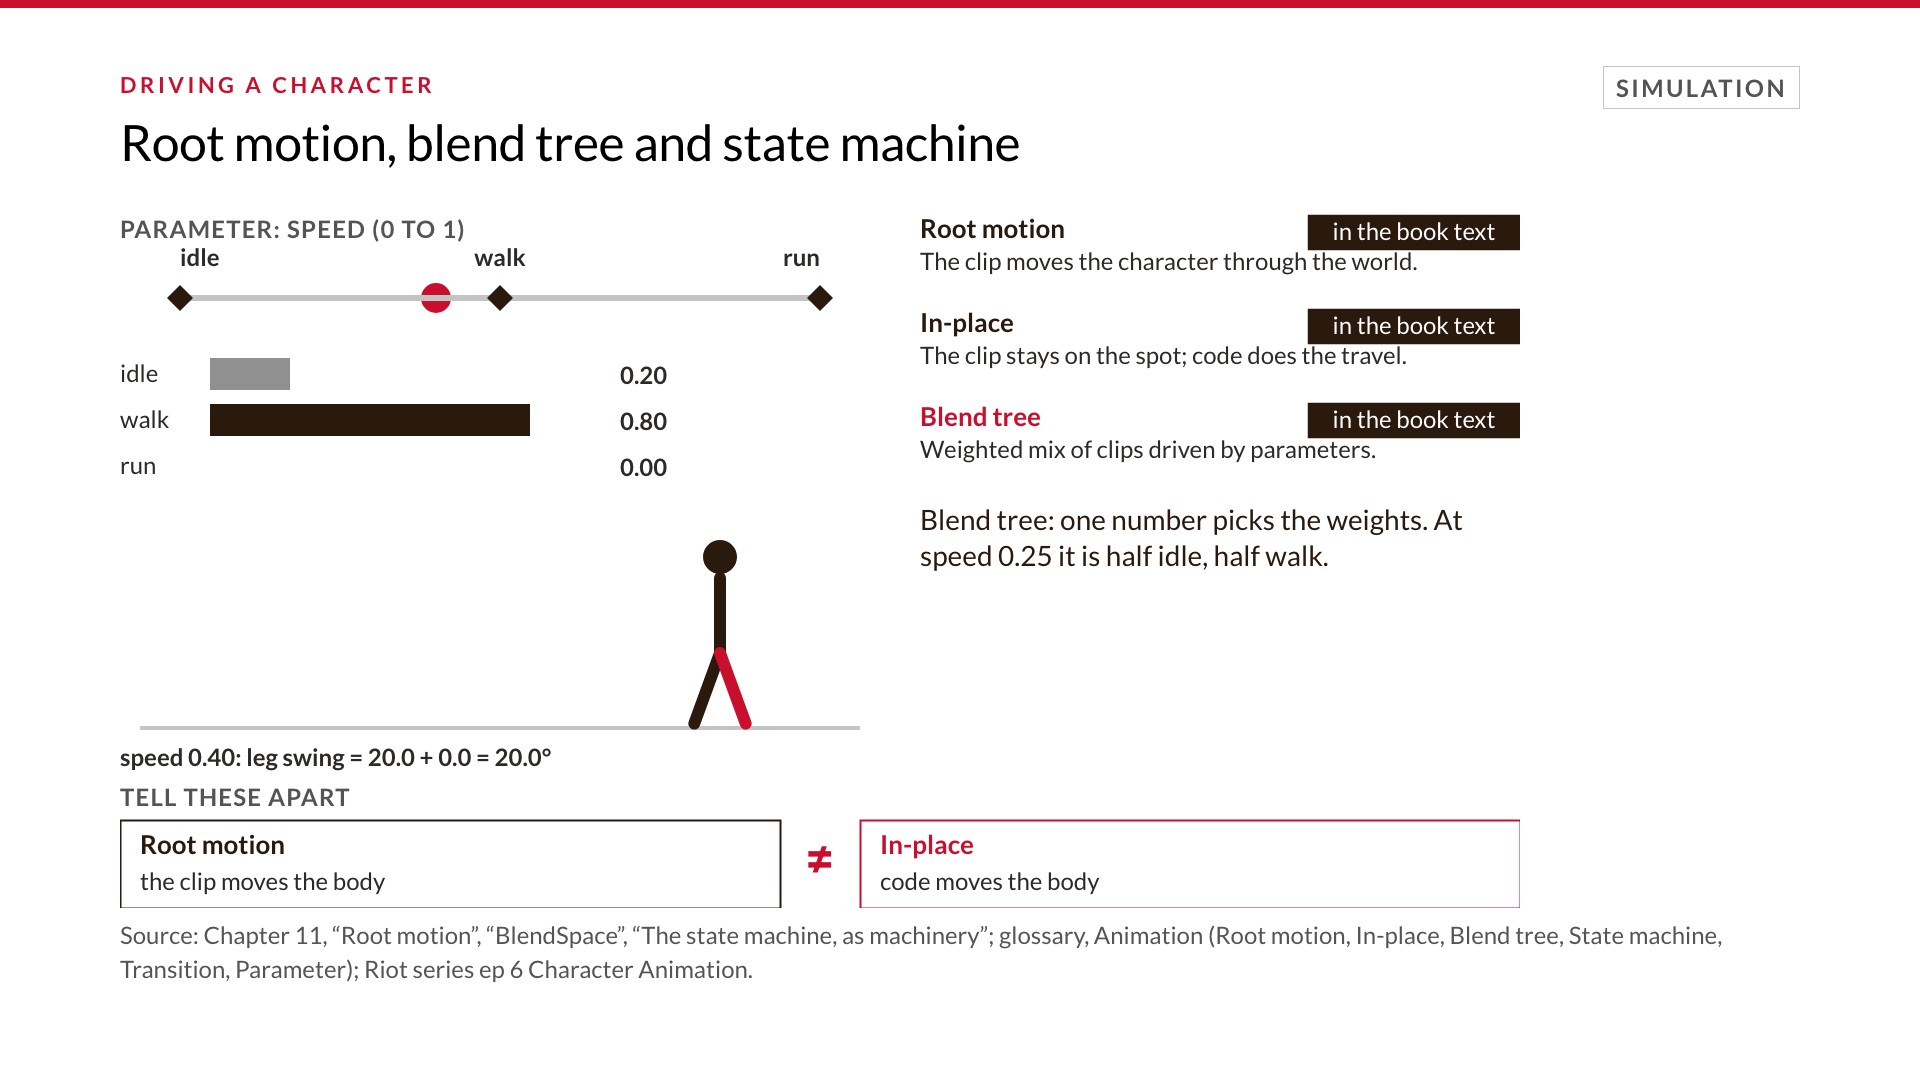 DRIVING A CHARACTER
SIMULATION
Root motion, blend tree and state machine
PARAMETER: SPEED (0 TO 1)
idle walk run
idle 0.20
walk 0.80
run 0.00
speed 0.40: leg swing = 20.0 + 0.0 = 20.0°
Root motion in the book text
The clip moves the character through the world.
In-place in the book text
The clip stays on the spot; code does the travel.
Blend tree in the book text
Weighted mix of clips driven by parameters.
Blend tree: one number picks the weights. At
speed 0.25 it is half idle, half walk.
TELL THESE APART
Root motion
the clip moves the body
≠
In-place
code moves the body
Source: Chapter 11, “Root motion”, “BlendSpace”, “The state machine, as machinery”; glossary, Animation (Root motion, In-place, Blend tree, State machine,
Transition, Parameter); Riot series ep 6 Character Animation.